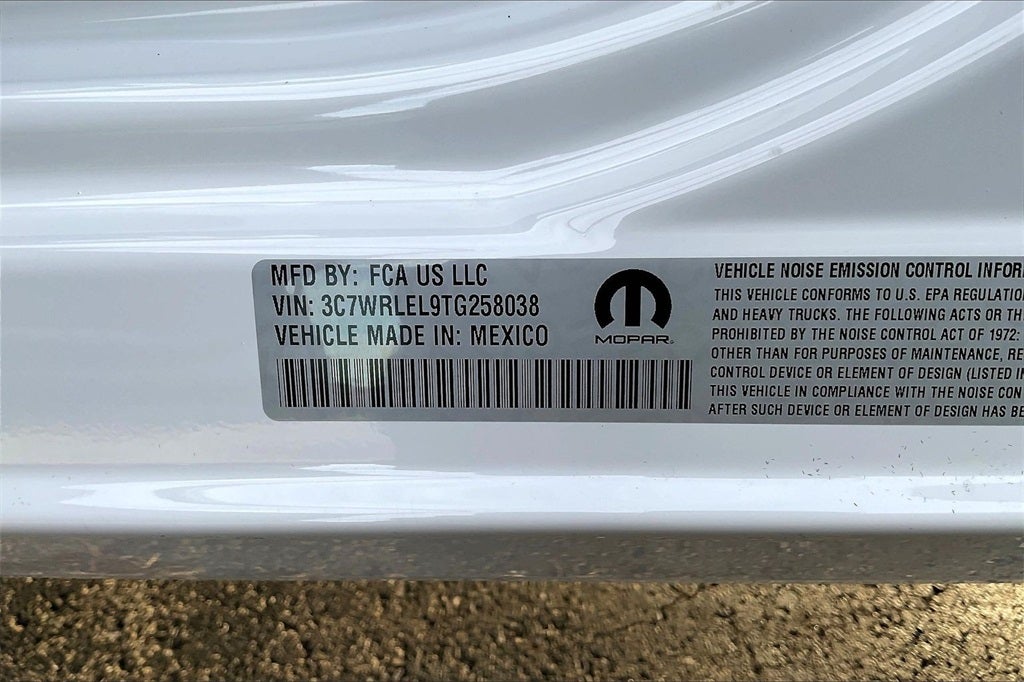 MFD BY: FCA US LLC
VIN: 3C7WRLEL9TG258038
VEHICLE MADE IN: MEXICO
MOPAR
VEHICLE NOISE EMISSION CONTROL
THIS VEHICLE CONFORMS TO U.S. EPA
AND HEAVY TRUCKS. THE FOLLOWING ACTS OR
PROHIBITED BY THE NOISE CONTROL ACT OF 1972:
OTHER THAN FOR PURPOSES OF MAINTENANCE,
CONTROL DEVICE OR ELEMENT OF DESIGN (LISTED
THIS VEHICLE IN COMPLIANCE WITH THE NOISE
AFTER SUCH DEVICE OR ELEMENT OF DESIGN HAS